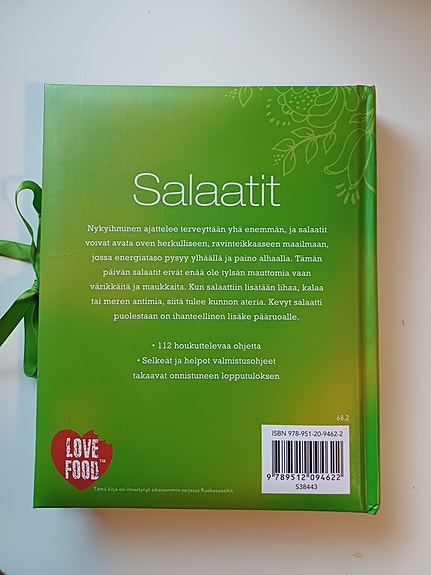 Salaatit
Nykyihminen ajattelee terveyttään yhä enemmän, ja salaatit
voivat avata oven herkulliseen, ravinteikkaaseen maailmaan,
jossa energiataso pysyy ylhäällä ja paino alhaalla. Tämän
päivän salaatit eivät enää ole tylsän mauttomia vaan
värikkäitä ja maukkaita. Kun salaattiin lisätään lihaa, kalaa
tai meren antimia, siitä tulee kunnon ateria. Kevyt salaatti
puolestaan on ihanteellinen lisäke pääruoalle.
• 112 houkuttelevaa ohjetta
• Selkeät ja helpot valmistusohjeet
takaavat onnistuneen lopputuloksen
68.2
ISBN 978-951-20-9462-2
9 789512 094622
S38443
LOVE
FOOD™
Tämä kirja on ilmestynyt aikaisemmin sarjassa Ruokasuosikit.